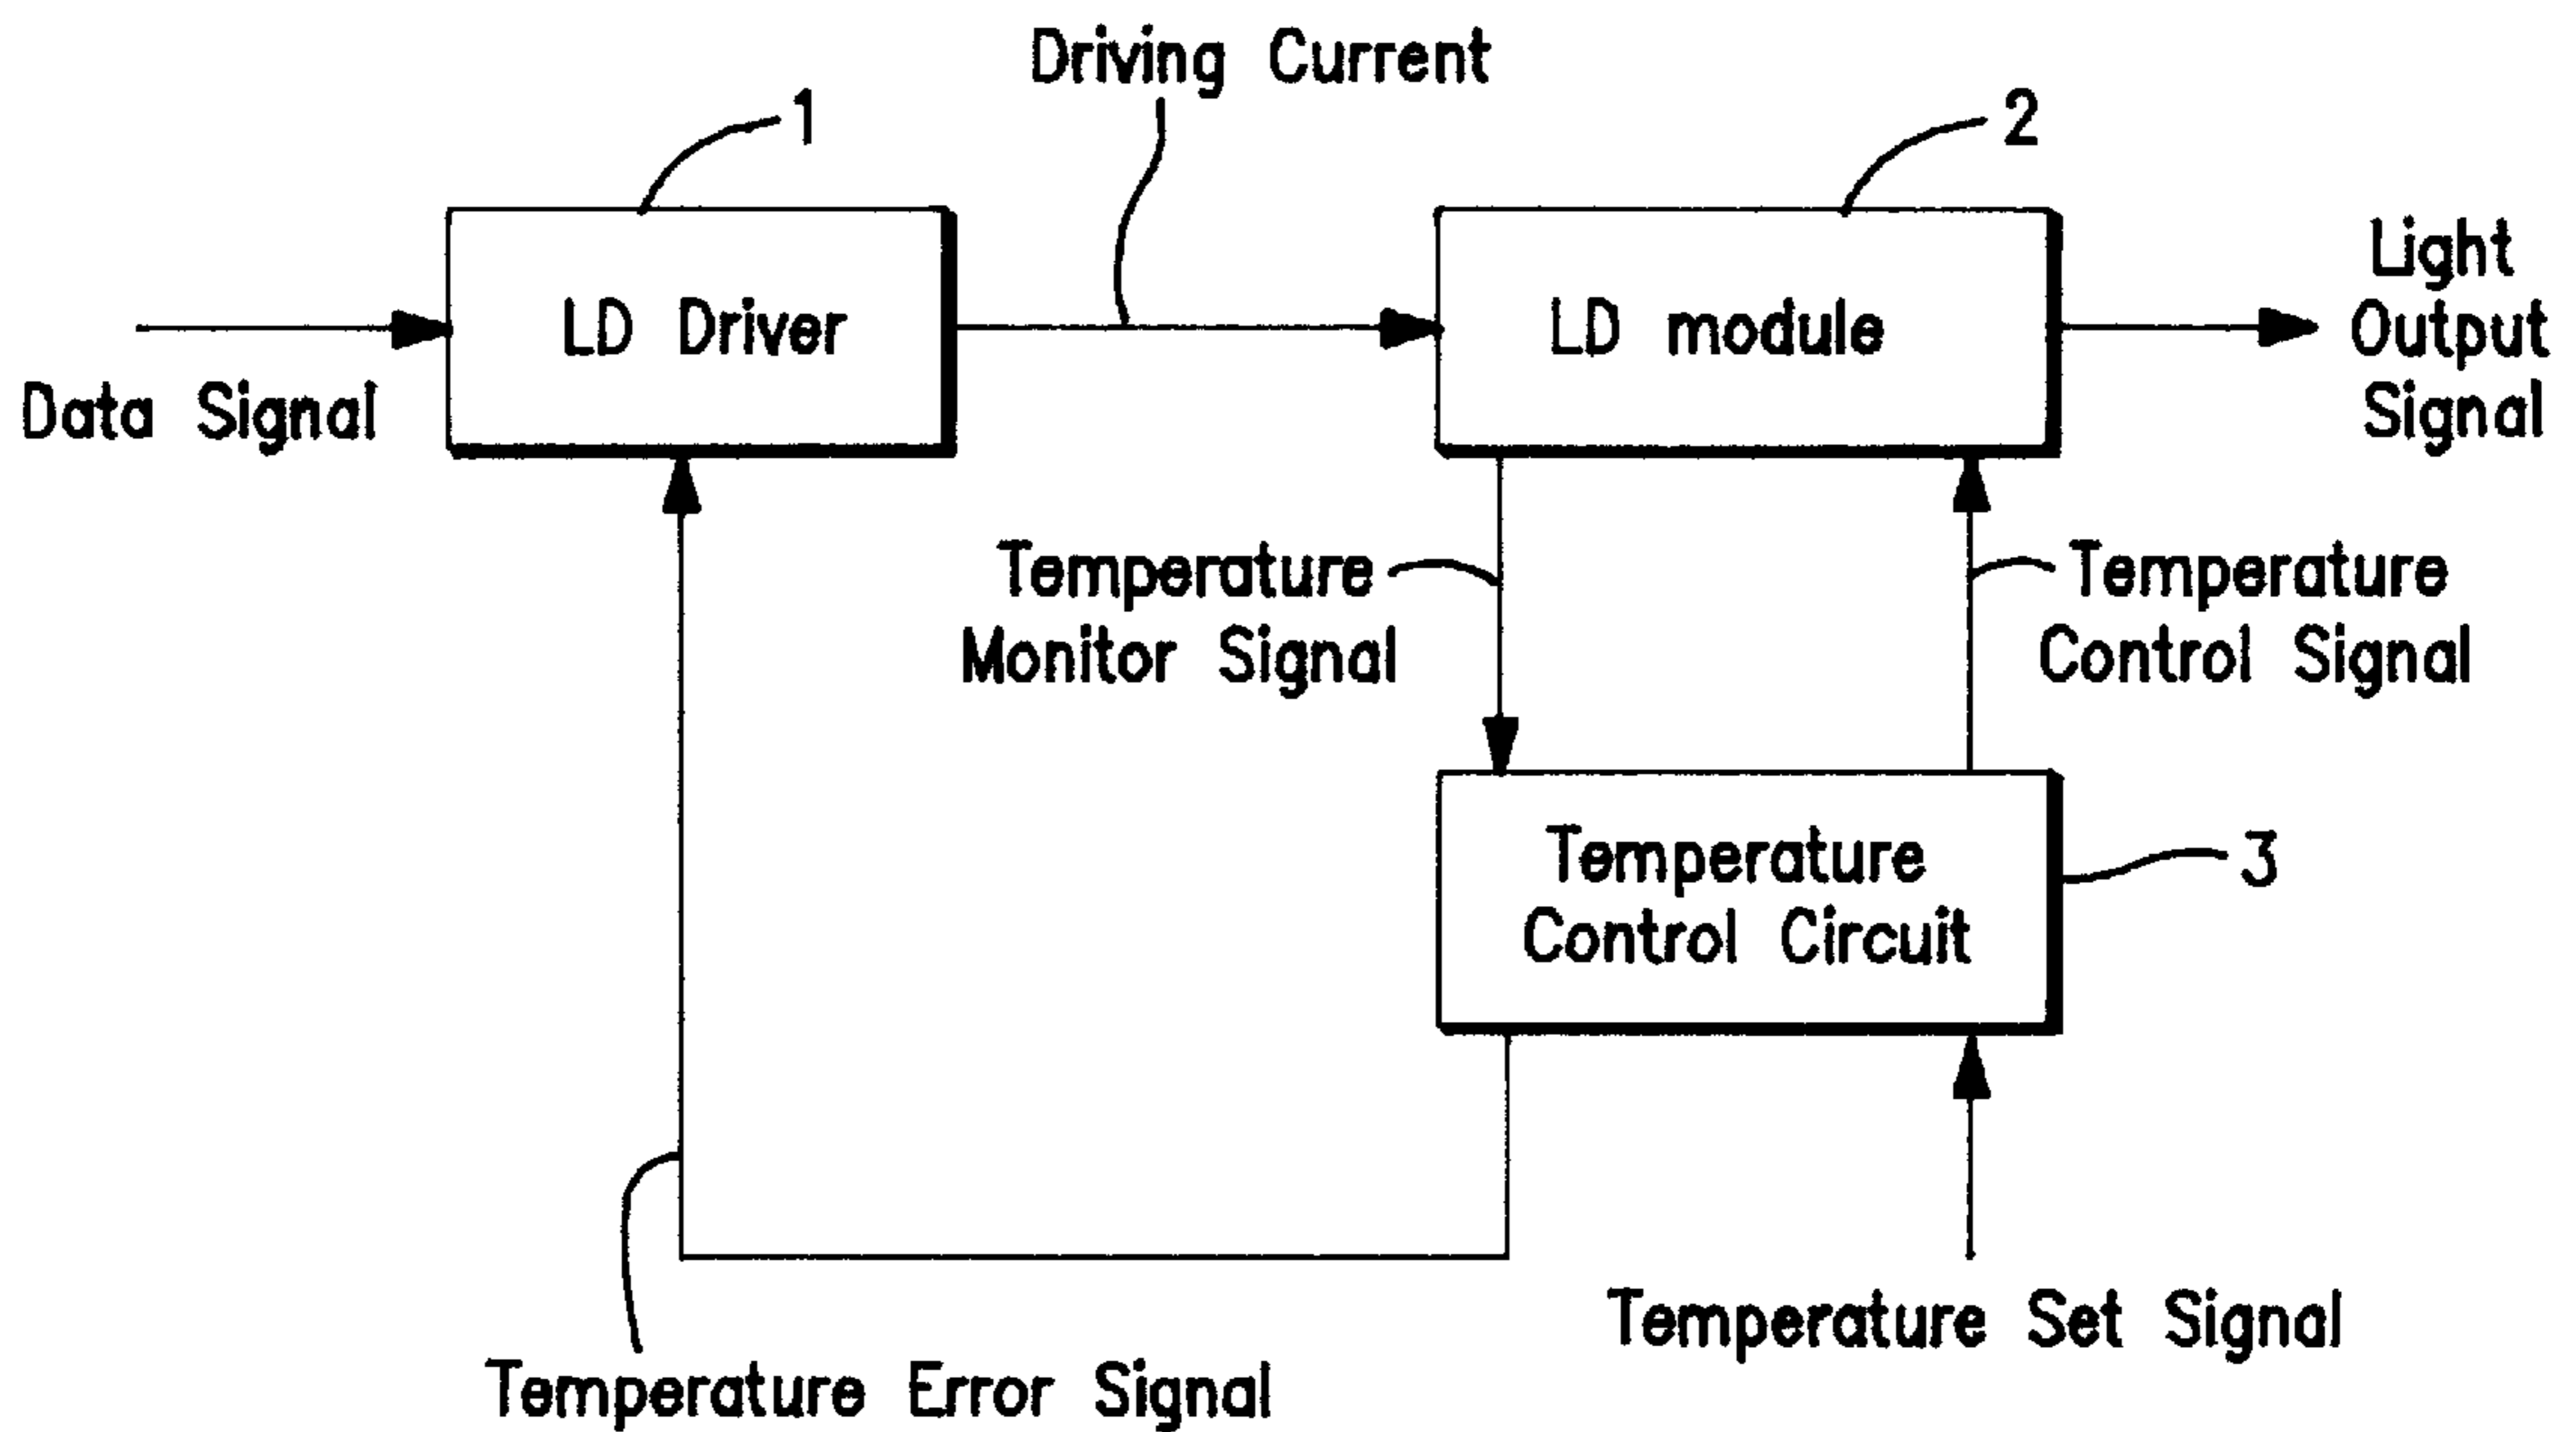 Driving Current
1
2
LD Driver
LD module
Light
Output
Signal
Data Signal
Temperature
Monitor Signal
Temperature
Control Signal
Temperature
Control Circuit
3
Temperature Set Signal
Temperature Error Signal